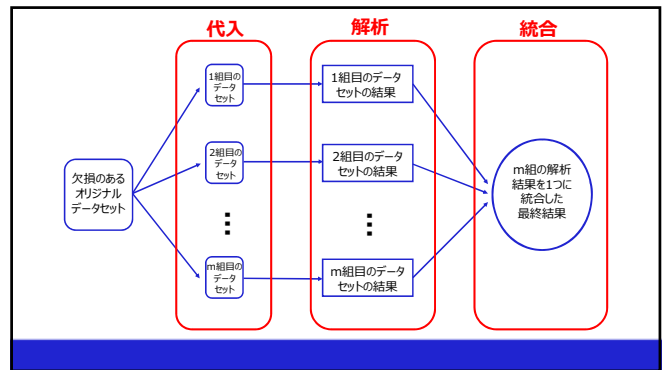 代入
解析
統合
1組目の
データ
セット
1組目のデータ
セットの結果
2組目の
データ
セット
2組目のデータ
セットの結果
欠損のある
オリジナル
データセット
m組の解析
結果を1つに
統合した
最終結果
⋮
⋮
m組目の
データ
セット
m組目のデータ
セットの結果